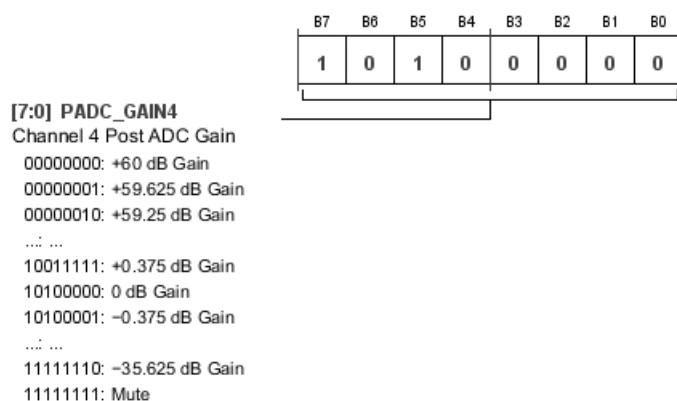 B7 B6 B5 B4 B3 B2 B1 B0
1 0 1 0 0 0 0 0
[7:0] PADC_GAIN4
Channel 4 Post ADC Gain
00000000: +60 dB Gain
00000001: +59.625 dB Gain
00000010: +59.25 dB Gain
...: ...
10011111: +0.375 dB Gain
10100000: 0 dB Gain
10100001: −0.375 dB Gain
...: ...
11111110: −35.625 dB Gain
11111111: Mute